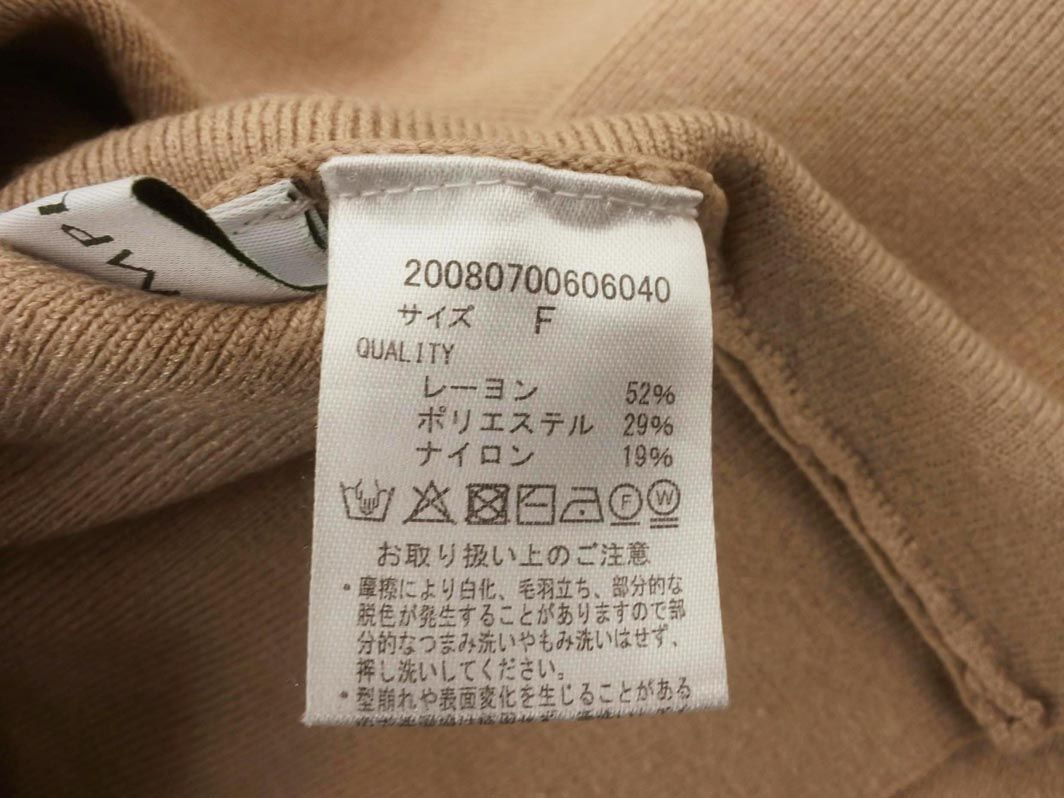 20080700606040
サイズ F
QUALITY
レーヨン 52%
ポリエステル 29%
ナイロン 19%
F W
お取り扱い上のご注意
・摩擦により白化、毛羽立ち、部分的な
脱色が発生することがありますので部
分的なつまみ洗いやもみ洗いはせず、
押し洗いしてください。
・型崩れや表面変化を生じることがある